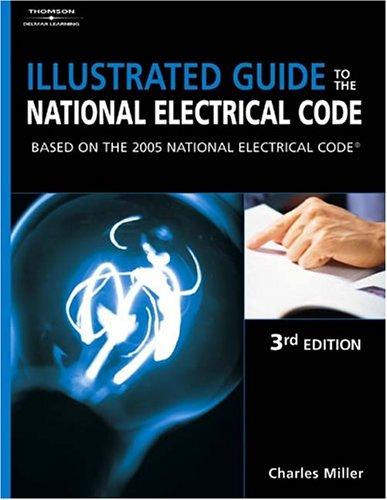 THOMSON
DELMAR LEARNING
ILLUSTRATED GUIDE TO THE
NATIONAL ELECTRICAL CODE
BASED ON THE 2005 NATIONAL ELECTRICAL CODE®
3rd EDITION
Charles Miller